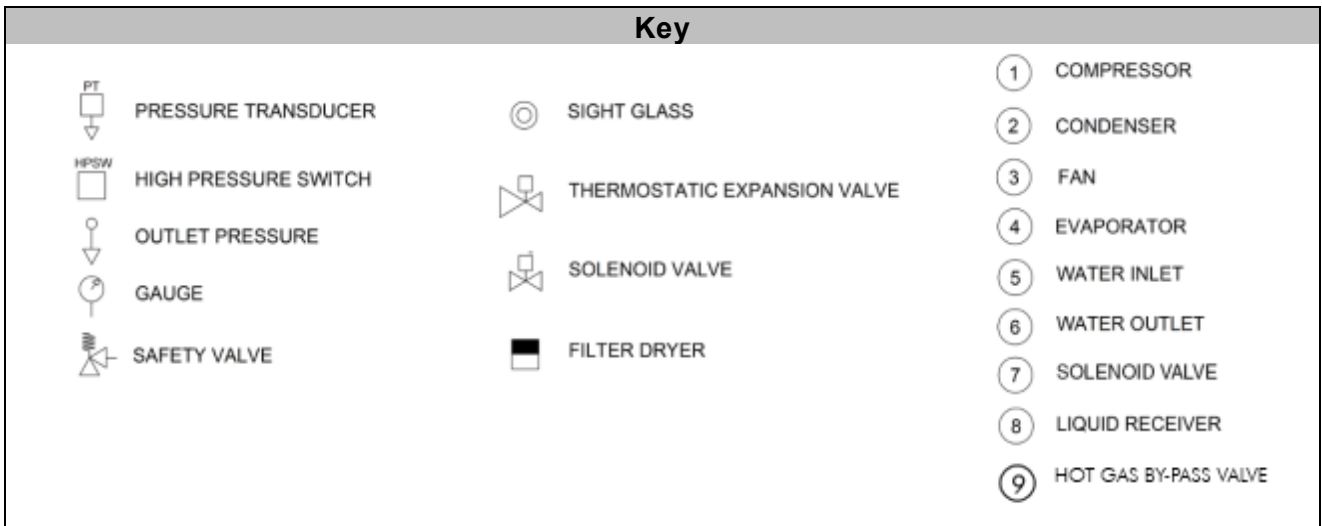 Key
PT
PRESSURE TRANSDUCER
HPSW
HIGH PRESSURE SWITCH
OUTLET PRESSURE
GAUGE
SAFETY VALVE
SIGHT GLASS
THERMOSTATIC EXPANSION VALVE
SOLENOID VALVE
FILTER DRYER
1 COMPRESSOR
2 CONDENSER
3 FAN
4 EVAPORATOR
5 WATER INLET
6 WATER OUTLET
7 SOLENOID VALVE
8 LIQUID RECEIVER
9 HOT GAS BY-PASS VALVE